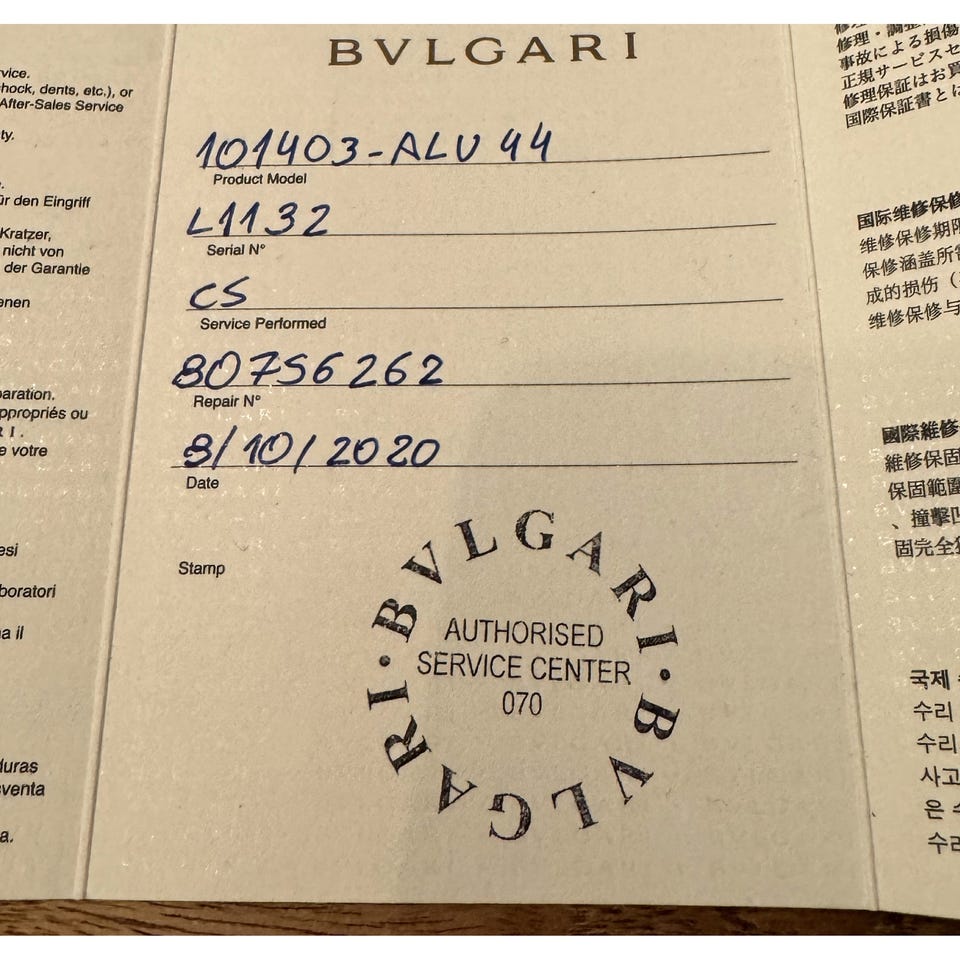 rvice.
hock, dents, etc.), or
After-Sales Service
ty.
ür den Eingriff
Kratzer,
nicht von
der Garantie
enen
paration.
ppropriés ou
R I .
e votre
esi
boratori
a il
duras
sventa
a.
BVLGARI
101403-ALU 44
Product Model
L1132
Serial N°
CS
Service Performed
80756262
Repair N°
8/10/2020
Date
Stamp
BVLGARI • BVLGARI •
AUTHORISED
SERVICE CENTER
070
修理・調整
事故による損傷
正規サービスセ
修理保証はお買
国際保証書とは
国际维修保修
维修保修期限
保修涵盖所
成的损伤（
维修保修与
國際維修
維修保固
保固範圍
、撞擊凹
固完全
국제
수리
수리
사고
은 수
수리